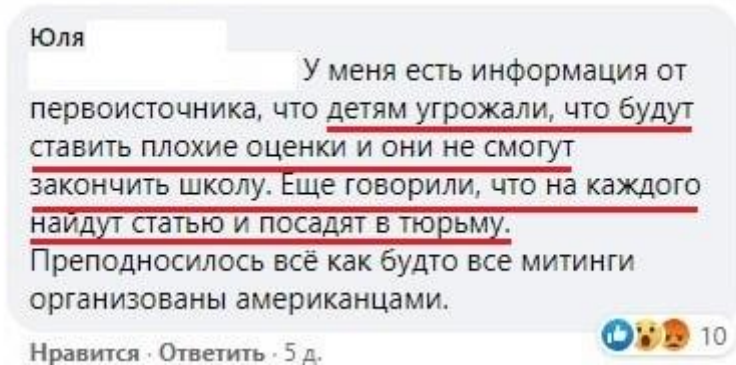 Юля
У меня есть информация от
первоисточника, что детям угрожали, что будут
ставить плохие оценки и они не смогут
закончить школу. Еще говорили, что на каждого
найдут статью и посадят в тюрьму.
Преподносилось всё как будто все митинги
организованы американцами.
10
Нравится · Ответить · 5 д.